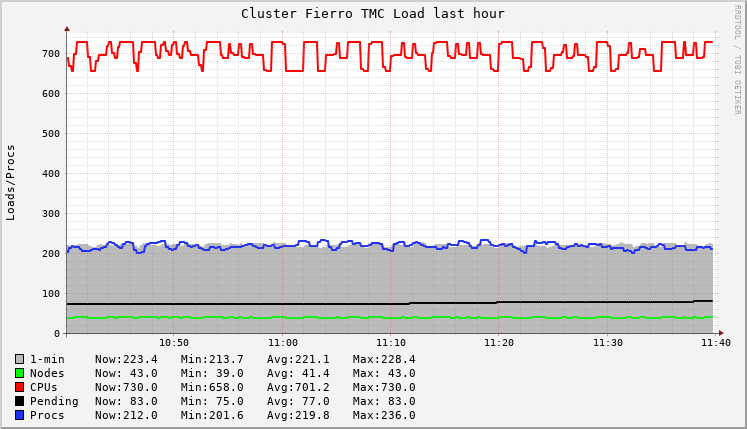 Cluster Fierro TMC Load last hour
RRDTOOL / TOBI OETIKER
Loads/Procs
700
600
500
400
300
200
100
0
10:50 11:00 11:10 11:20 11:30 11:40
1-min Now:223.4 Min:213.7 Avg:221.1 Max:228.4
Nodes Now: 43.0 Min: 39.0 Avg: 41.4 Max: 43.0
CPUs Now:730.0 Min:658.0 Avg:701.2 Max:730.0
Pending Now: 83.0 Min: 75.0 Avg: 77.0 Max: 83.0
Procs Now:212.0 Min:201.6 Avg:219.8 Max:236.0